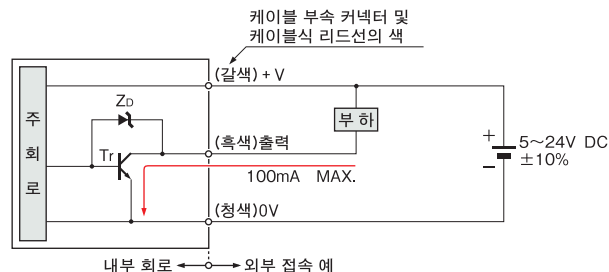 케이블 부속 커넥터 및
케이블식 리드선의 색
(갈색) + V
ZD
부 하
주 회 로
Tr
(흑색)출력
100mA MAX.
+
5~24V DC
−
±10%
(청색)0V
내부 회로
외부 접속 예